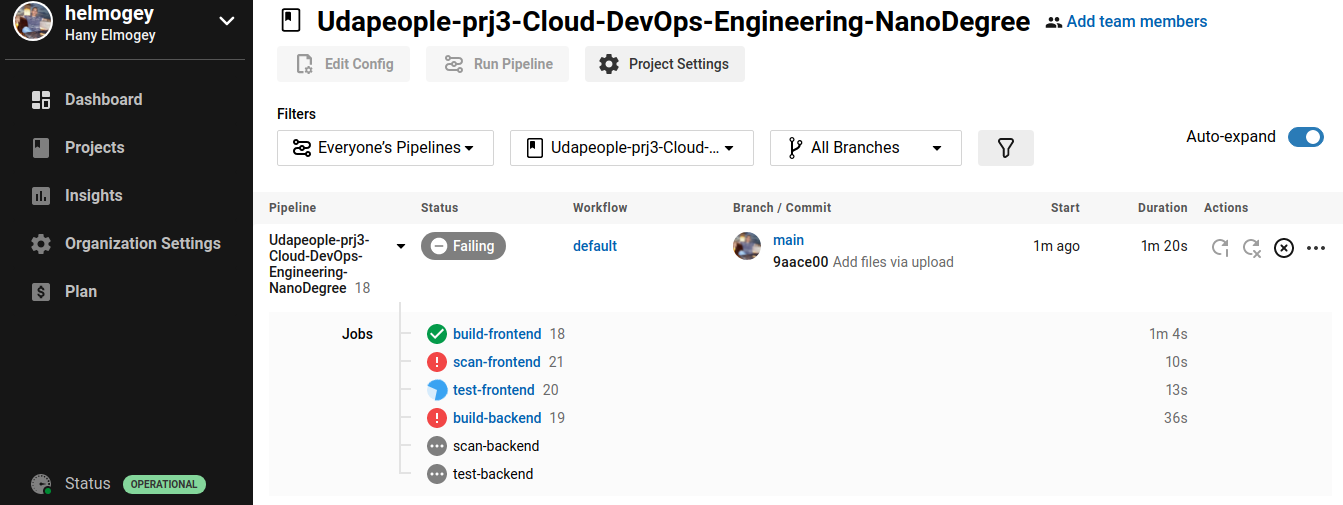 helmogey
Hany Elmogey
Dashboard
Projects
Insights
Organization Settings
Plan
Status OPERATIONAL
Udapeople-prj3-Cloud-DevOps-Engineering-NanoDegree Add team members
Edit Config Run Pipeline Project Settings
Filters
Everyone's Pipelines Udapeople-prj3-Cloud-... All Branches Auto-expand
Pipeline Status Workflow Branch / Commit Start Duration Actions
Udapeople-prj3-
Cloud-DevOps-
Engineering-
NanoDegree 18
Failing default main 1m ago 1m 20s
9aace00 Add files via upload
Jobs build-frontend 18 1m 4s
scan-frontend 21 10s
test-frontend 20 13s
build-backend 19 36s
scan-backend
test-backend